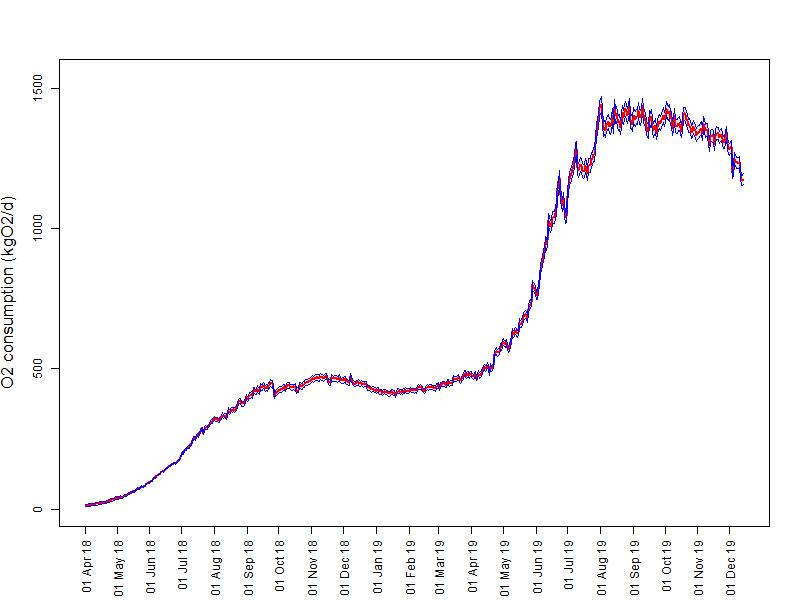 O2 consumption (kgO2/d)
1500
1000
500
0
01 Apr 18
01 May 18
01 Jun 18
01 Jul 18
01 Aug 18
01 Sep 18
01 Oct 18
01 Nov 18
01 Dec 18
01 Jan 19
01 Feb 19
01 Mar 19
01 Apr 19
01 May 19
01 Jun 19
01 Jul 19
01 Aug 19
01 Sep 19
01 Oct 19
01 Nov 19
01 Dec 19